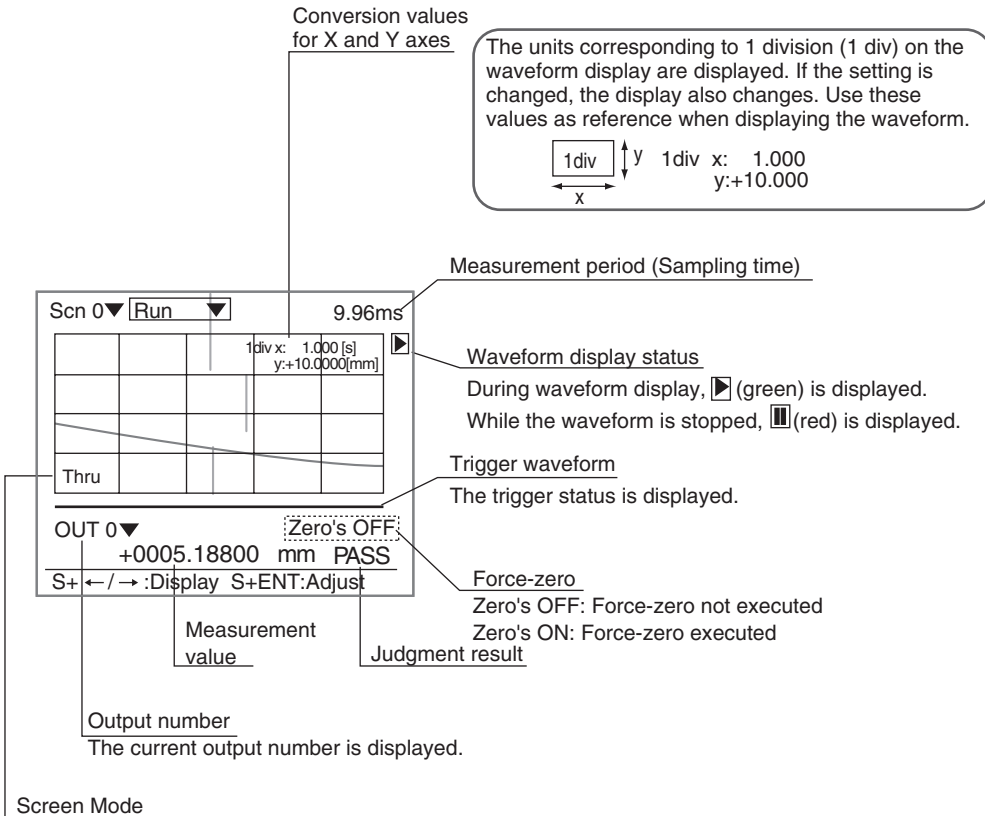 Conversion values
for X and Y axes
The units corresponding to 1 division (1 div) on the
waveform display are displayed. If the setting is
changed, the display also changes. Use these
values as reference when displaying the waveform.
1div y 1div x: 1.000
y:+10.000
x
Measurement period (Sampling time)
Scn 0▼ Run ▼ 9.96ms
1div x: 1.000 [s]
y:+10.0000[mm]
Waveform display status
During waveform display, (green) is displayed.
While the waveform is stopped, (red) is displayed.
Thru
Trigger waveform
The trigger status is displayed.
OUT 0▼ Zero's OFF
+0005.18800 mm PASS
S+ ←/→ :Display S+ENT:Adjust
Force-zero
Zero's OFF: Force-zero not executed
Zero's ON: Force-zero executed
Measurement
value
Judgment result
Output number
The current output number is displayed.
Screen Mode